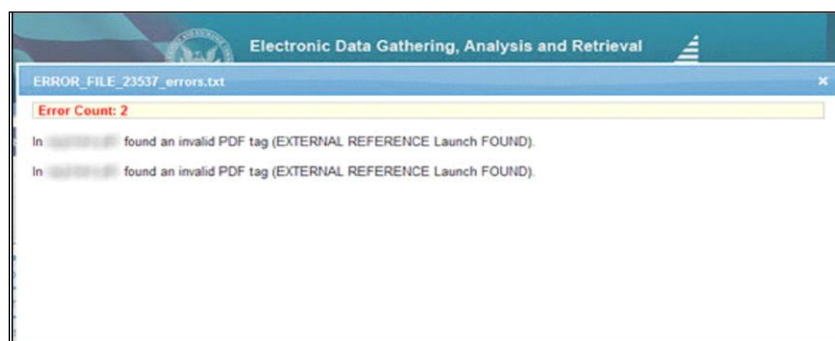 Electronic Data Gathering, Analysis and Retrieval
ERROR_FILE_23537_errors.txt
Error Count: 2
In found an invalid PDF tag (EXTERNAL REFERENCE Launch FOUND).
In found an invalid PDF tag (EXTERNAL REFERENCE Launch FOUND).